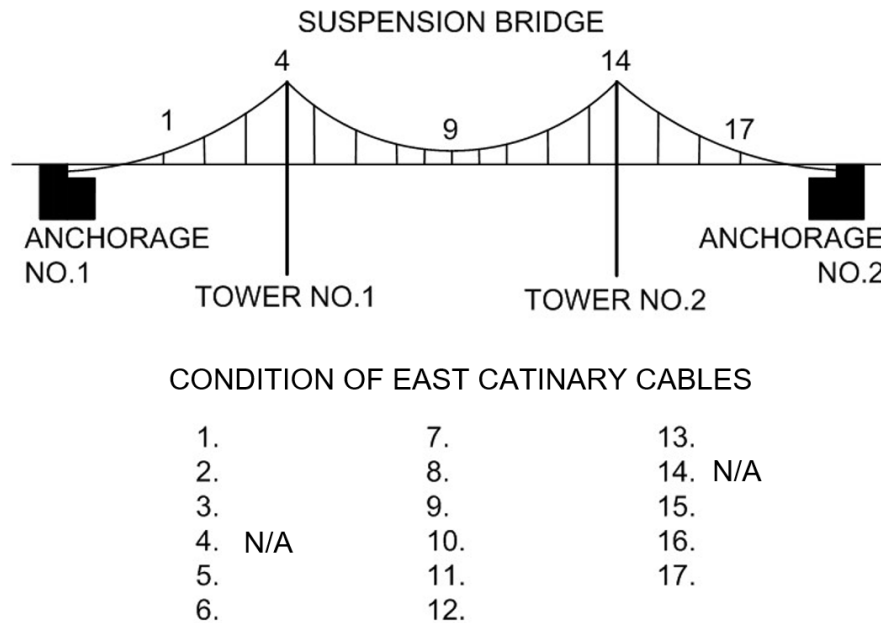 SUSPENSION BRIDGE
4
14
1
9
17
ANCHORAGE
NO.1
ANCHORAGE
NO.2
TOWER NO.1
TOWER NO.2
CONDITION OF EAST CATINARY CABLES
1.
2.
3.
4. N/A
5.
6.
7.
8.
9.
10.
11.
12.
13.
14. N/A
15.
16.
17.